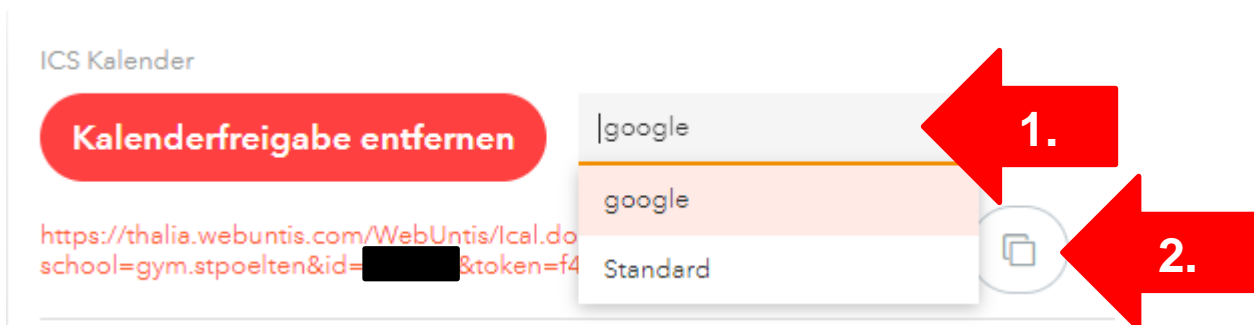 ICS Kalender
Kalenderfreigabe entfernen
google
1.
google
https://thalia.webuntis.com/WebUntis/Ical.do
school=gym.stpoelten&id= &token=f4
Standard
2.